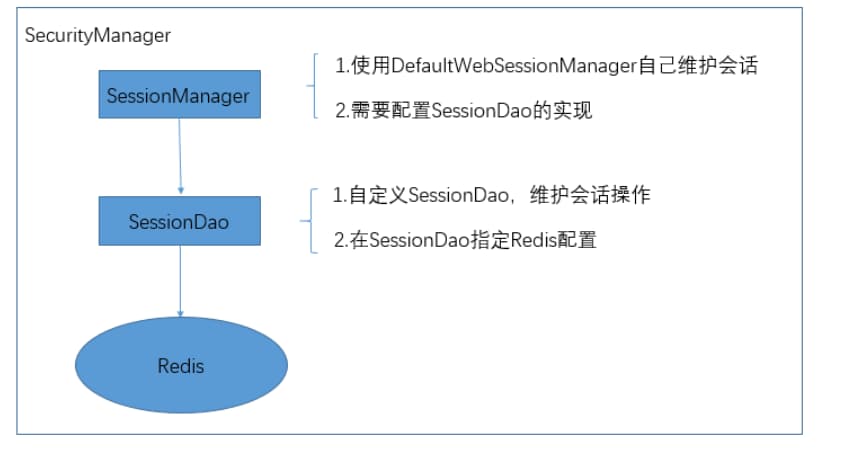 SecurityManager
SessionManager
1.使用DefaultWebSessionManager自己维护会话
2.需要配置SessionDao的实现
SessionDao
1.自定义SessionDao，维护会话操作
2.在SessionDao指定Redis配置
Redis